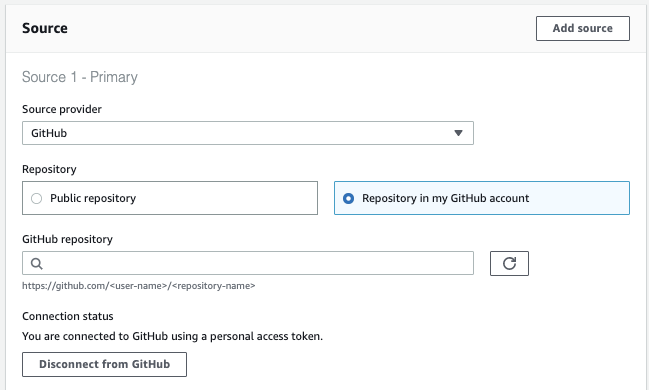 Source
Add source
Source 1 - Primary
Source provider
GitHub
Repository
Public repository
Repository in my GitHub account
GitHub repository
https://github.com/<user-name>/<repository-name>
Connection status
You are connected to GitHub using a personal access token.
Disconnect from GitHub